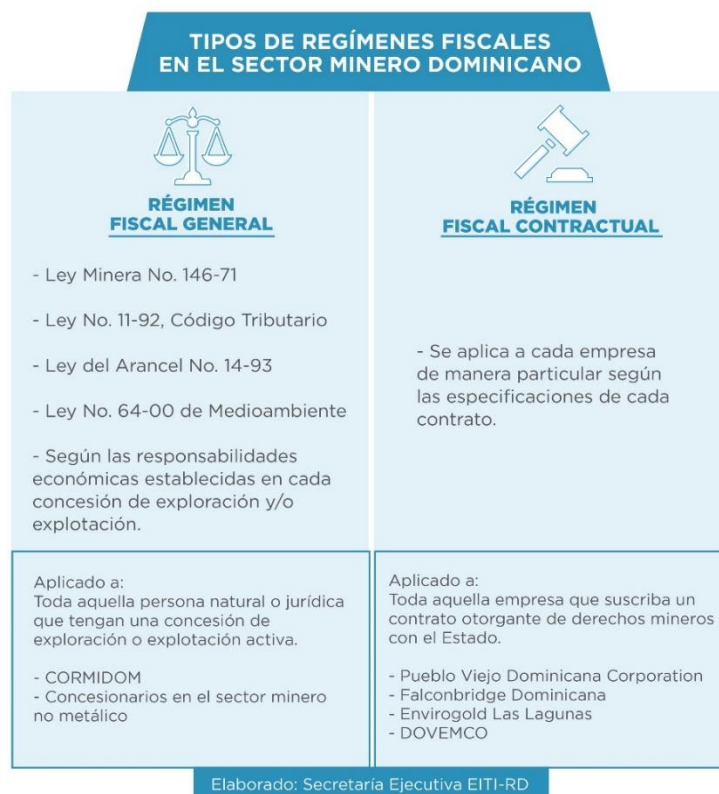 TIPOS DE REGÍMENES FISCALES
EN EL SECTOR MINERO DOMINICANO
RÉGIMEN
FISCAL GENERAL
- Ley Minera No. 146-71
- Ley No. 11-92, Código Tributario
- Ley del Arancel No. 14-93
- Ley No. 64-00 de Medioambiente
- Según las responsabilidades
económicas establecidas en cada
concesión de exploración y/o
explotación.
Aplicado a:
Toda aquella persona natural o jurídica
que tengan una concesión de
exploración o explotación activa.
- CORMIDOM
- Concesionarios en el sector minero
no metálico
RÉGIMEN
FISCAL CONTRACTUAL
- Se aplica a cada empresa
de manera particular según
las especificaciones de cada
contrato.
Aplicado a:
Toda aquella empresa que suscriba un
contrato otorgante de derechos mineros
con el Estado.
- Pueblo Viejo Dominicana Corporation
- Falconbridge Dominicana
- Envirogold Las Lagunas
- DOVEMCO
Elaborado: Secretaría Ejecutiva EITI-RD